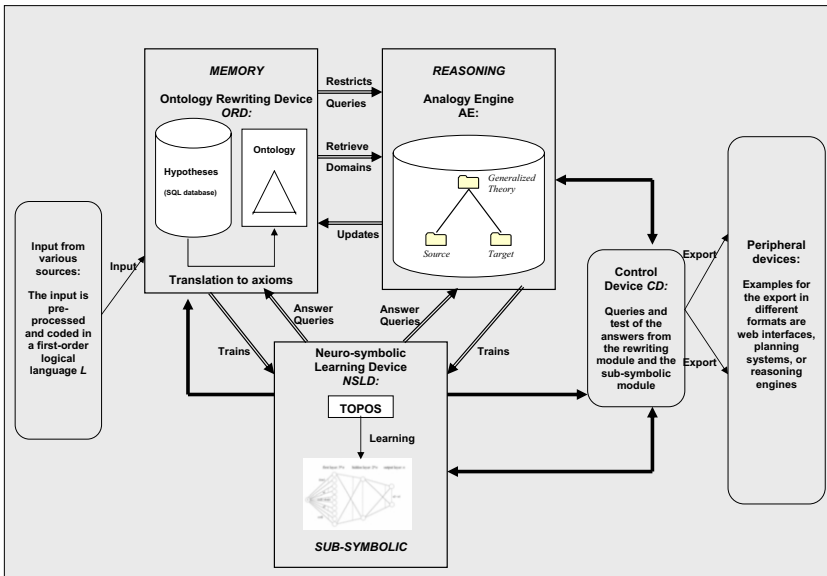 MEMORY
Ontology Rewriting Device
ORD:
Hypotheses
(SQL database)
Ontology
Translation to axioms
Restricts
Queries
Retrieve
Domains
Updates
REASONING
Analogy Engine
AE:
Generalized
Theory
Source
Target
Input from
various
sources:
The input is
pre-
processed
and coded in
a first-order
logical
language L
Input
Answer
Queries
Trains
Answer
Queries
Trains
Neuro-symbolic
Learning Device
NSLD:
TOPOS
Learning
SUB-SYMBOLIC
Control
Device CD:
Queries and
test of the
answers from
the rewriting
module and the
sub-symbolic
module
Export
Export
Peripheral
devices:
Examples for
the export in
different
formats are
web interfaces,
planning
systems, or
reasoning
engines